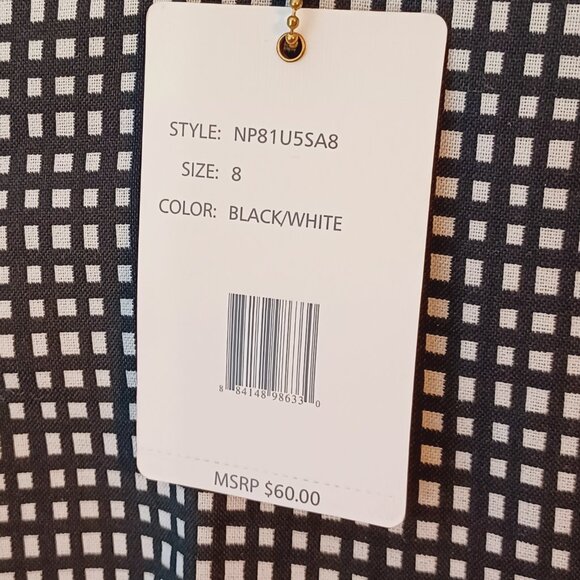 STYLE: NP81U5SA8
SIZE: 8
COLOR: BLACK/WHITE
8 84148 98633 0
MSRP $60.00